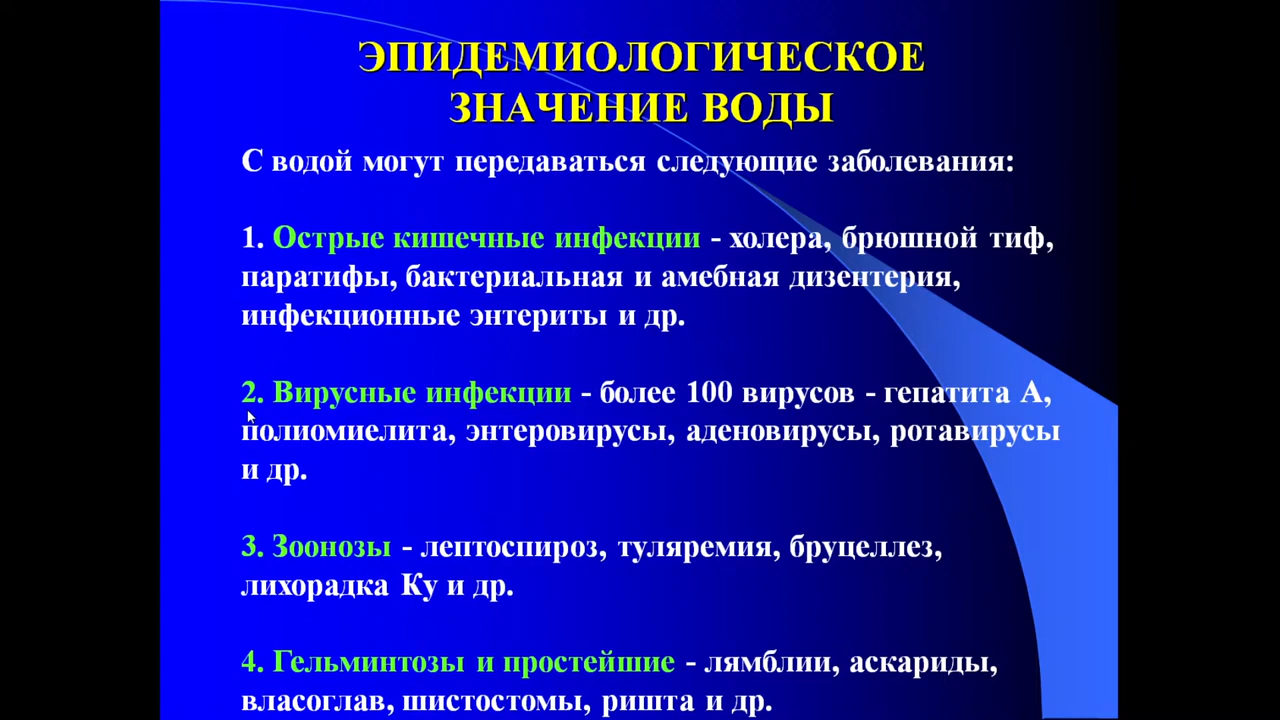 ЭПИДЕМИОЛОГИЧЕСКОЕ
ЗНАЧЕНИЕ ВОДЫ
С водой могут передаваться следующие заболевания:
1. Острые кишечные инфекции - холера, брюшной тиф,
паратифы, бактериальная и амебная дизентерия,
инфекционные энтериты и др.
2. Вирусные инфекции - более 100 вирусов - гепатита А,
полиомиелита, энтеровирусы, аденовирусы, ротавирусы
и др.
3. Зоонозы - лептоспироз, туляремия, бруцеллез,
лихорадка Ку и др.
4. Гельминтозы и простейшие - лямблии, аскариды,
власоглав, шистостомы, ришта и др.